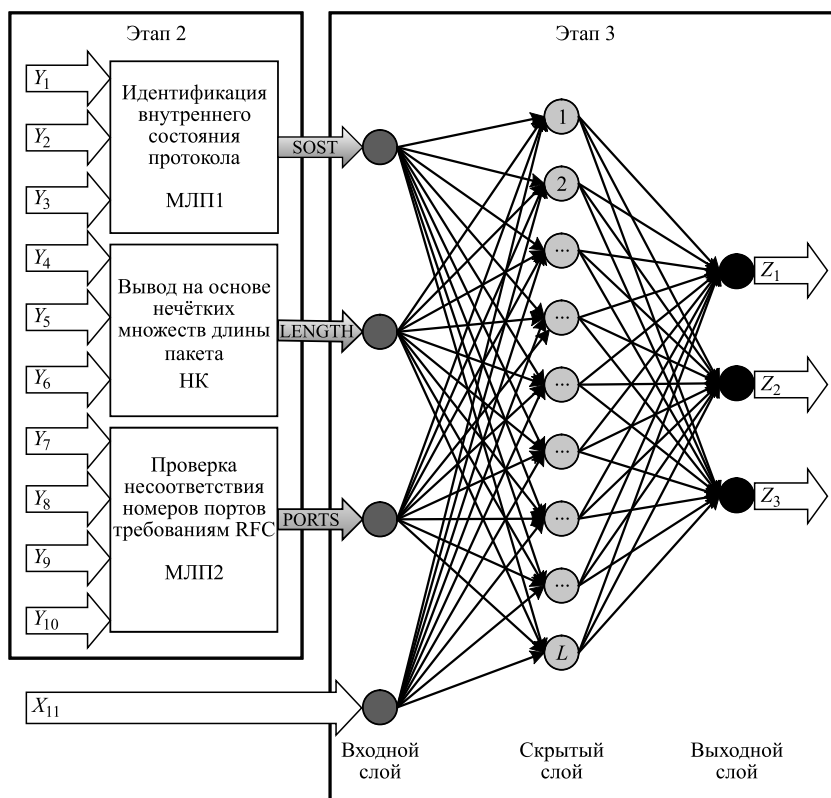 Этап 2
Этап 3
Y1
Y2
Y3
Y4
Y5
Y6
Y7
Y8
Y9
Y10
X11
Идентификация
внутреннего
состояния
протокола
МЛП1
Вывод на основе
нечётких
множеств длины
пакета
НК
Проверка
несоответствия
номеров портов
требованиям RFC
МЛП2
SOST
LENGTH
PORTS
1
2
...
...
...
...
...
...
L
Z1
Z2
Z3
Входной
слой
Скрытый
слой
Выходной
слой